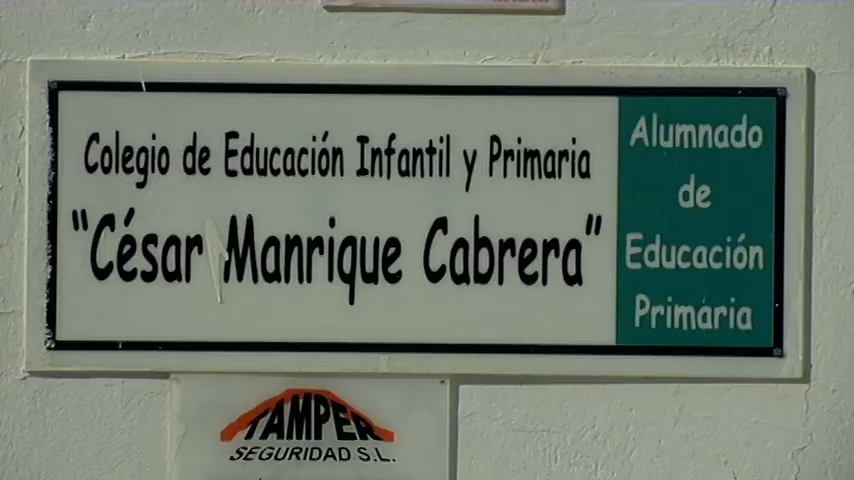 Colegio de Educación Infantil y Primaria
"César Manrique Cabrera"
Alumnado
de
Educación
Primaria
TAMPER
SEGURIDAD S.L.